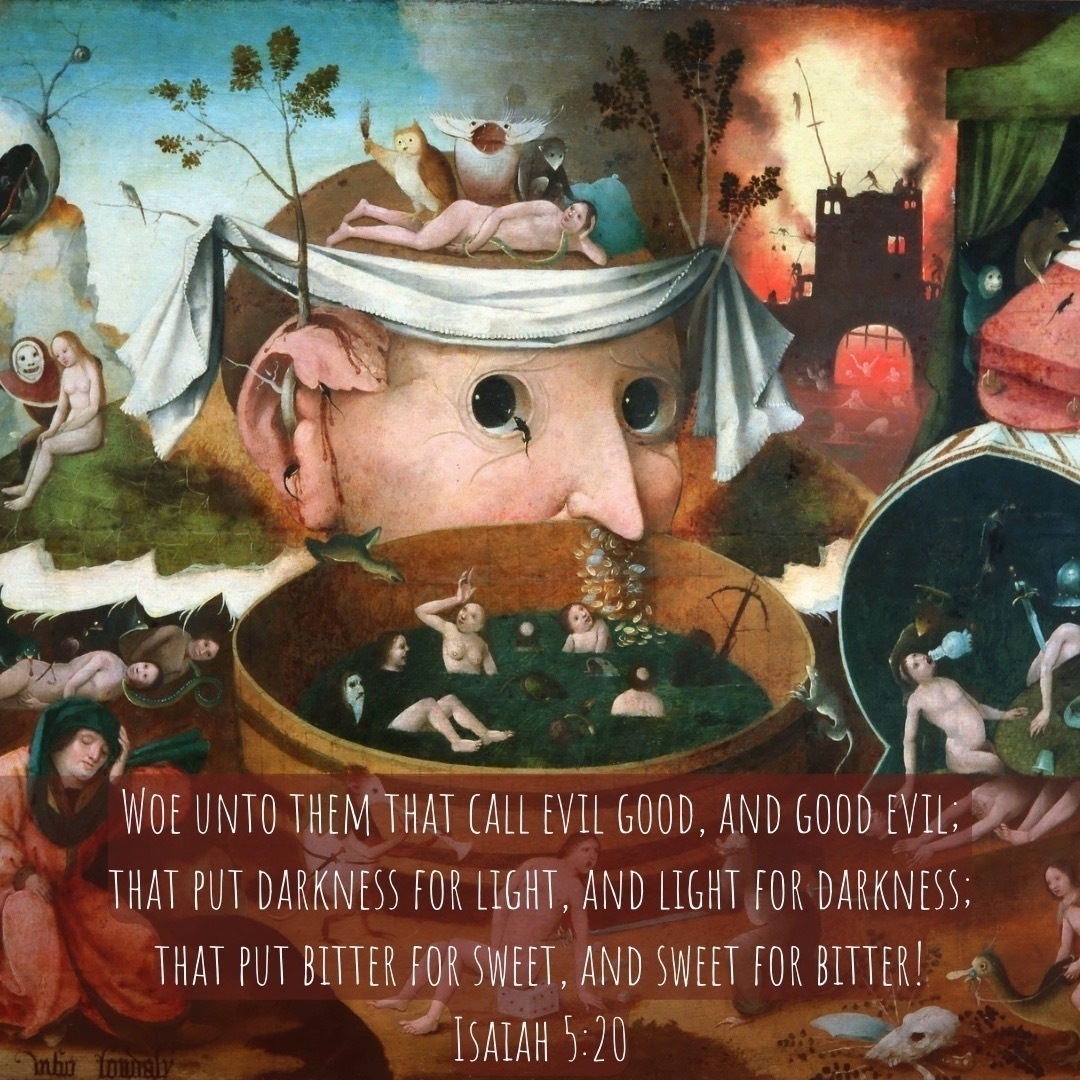 Woe unto them that call evil good, and good evil;
that put darkness for light, and light for darkness;
that put bitter for sweet, and sweet for bitter!
Isaiah 5:20